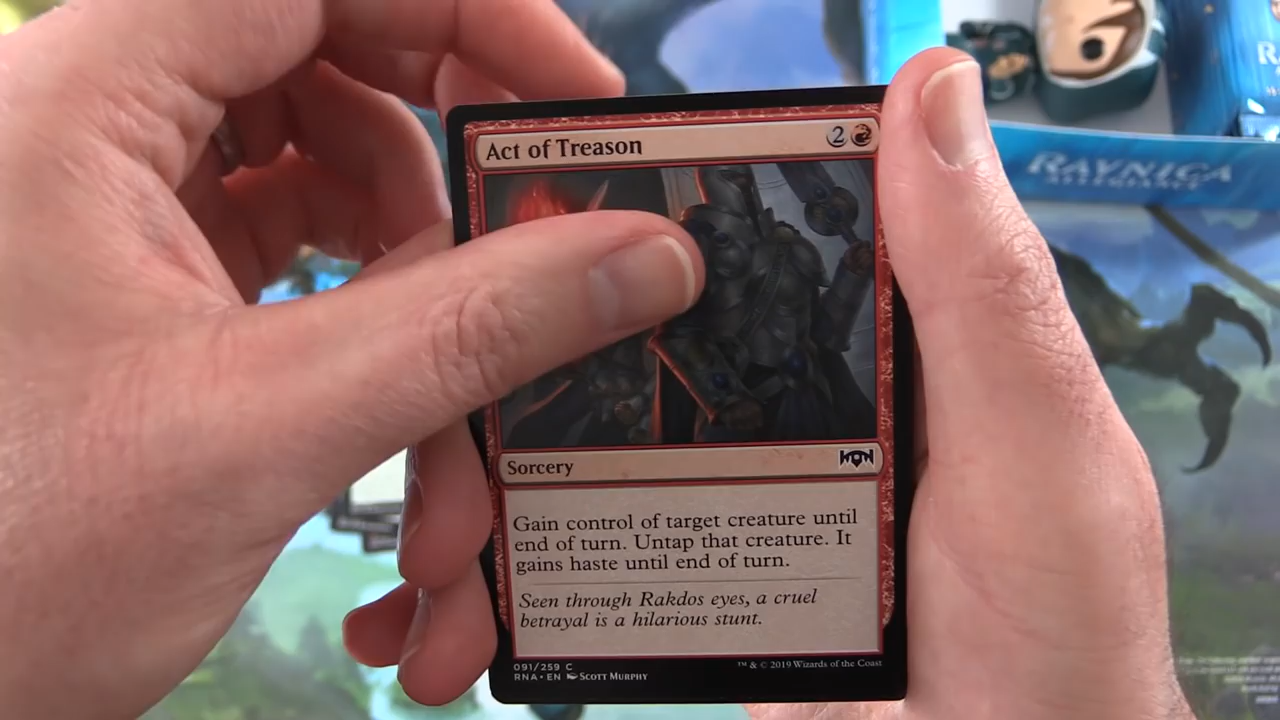 Act of Treason
2
RAVNICA
ALLEGIANCE
Sorcery
Gain control of target creature until
end of turn. Untap that creature. It
gains haste until end of turn.
Seen through Rakdos eyes, a cruel
betrayal is a hilarious stunt.
091/259 C
RNA • EN Scott Murphy
™ & © 2019 Wizards of the Coast